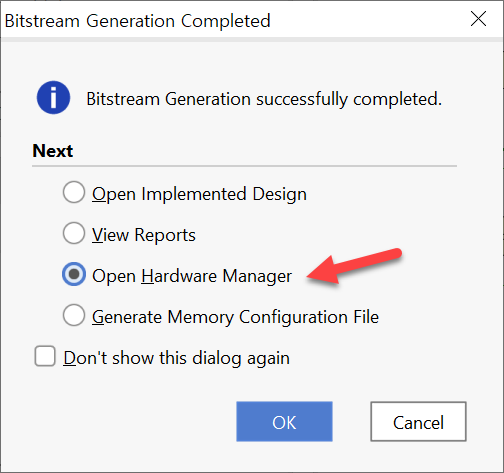 Bitstream Generation Completed
Bitstream Generation successfully completed.
Next
Open Implemented Design
View Reports
Open Hardware Manager
Generate Memory Configuration File
Don't show this dialog again
OK
Cancel